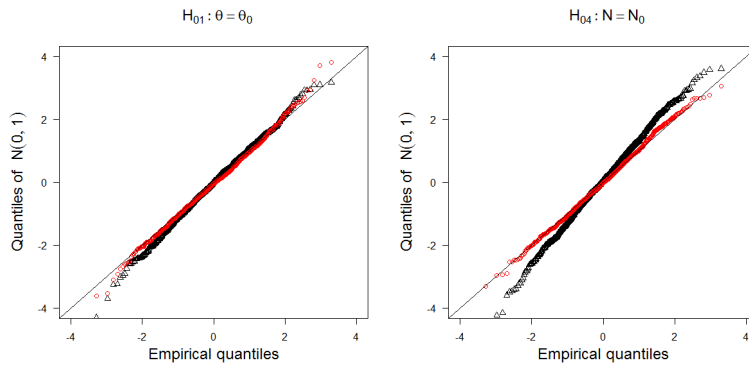 H01 : θ = θ0
4
2
0
-2
-4
Quantiles of N(0, 1)
-4 -2 0 2 4
Empirical quantiles
H04 : N = N0
4
2
0
-2
-4
Quantiles of N(0, 1)
-4 -2 0 2 4
Empirical quantiles